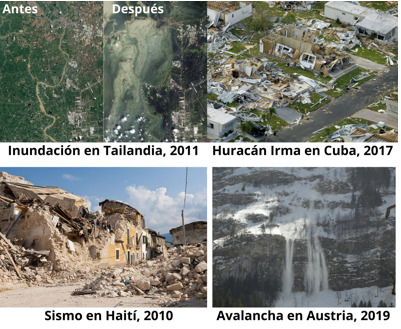 Antes
Después
Inundación en Tailandia, 2011
Huracán Irma en Cuba, 2017
Sismo en Haití, 2010
Avalancha en Austria, 2019